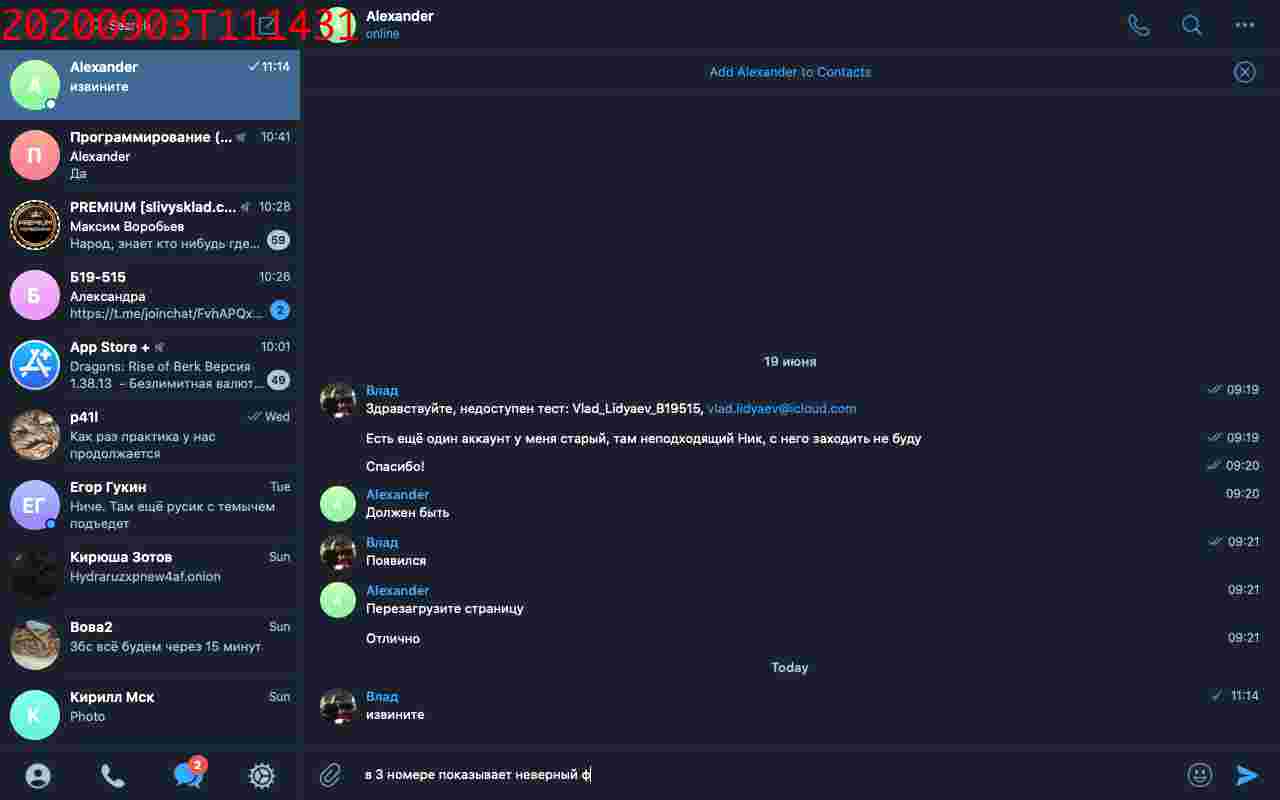 20200903T111431
Search
Alexander
11:14
извините
Программирование (...
10:41
Alexander
Да
PREMIUM [slivysklad.c...
10:28
Максим Воробьев
Народ, знает кто нибудь где...
59
Б19-515
10:26
Александра
https://t.me/joinchat/FvhAPQx...
2
App Store +
10:01
Dragons: Rise of Berk Версия
1.38.13 - Безлимитная валют...
49
p41l
Wed
Как раз практика у нас
продолжается
ЕГ
Егор Гукин
Tue
Ниче. Там ещё русик с темычем
подъедет
Кирюша Зотов
Sun
Hydraruzxpnew4af.onion
Вова2
Sun
Збс всё будем через 15 минут
К
Кирилл Мск
Sun
Photo
2
Alexander
online
Add Alexander to Contacts
19 июня
Влад
09:19
Здравствуйте, недоступен тест: Vlad_Lidyaev_B19515, vlad.lidyaev@icloud.com
Есть ещё один аккаунт у меня старый, там неподходящий Ник, с него заходить не буду
09:19
Спасибо!
09:20
Alexander
09:20
Должен быть
Влад
09:21
Появился
Alexander
09:21
Перезагрузите страницу
Отлично
09:21
Today
Влад
11:14
извините
в 3 номере показывает неверный ф